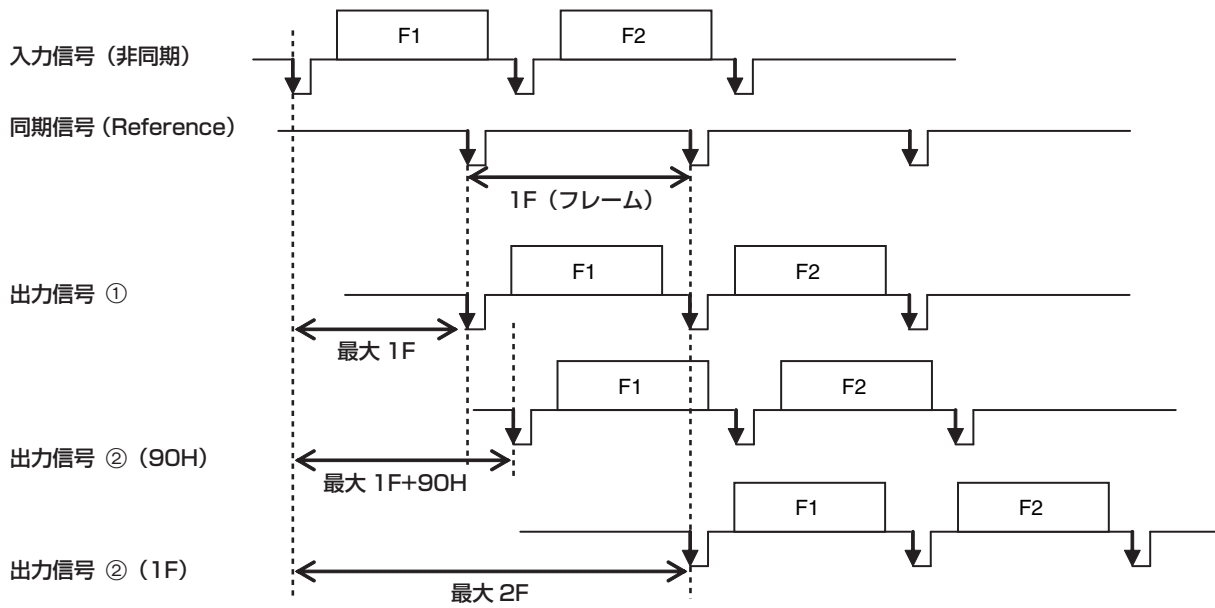 F1
F2
入力信号（非同期）
同期信号（Reference）
1F（フレーム）
F1
F2
出力信号 ①
最大 1F
F1
F2
出力信号 ②（90H）
最大 1F+90H
F1
F2
出力信号 ②（1F）
最大 2F